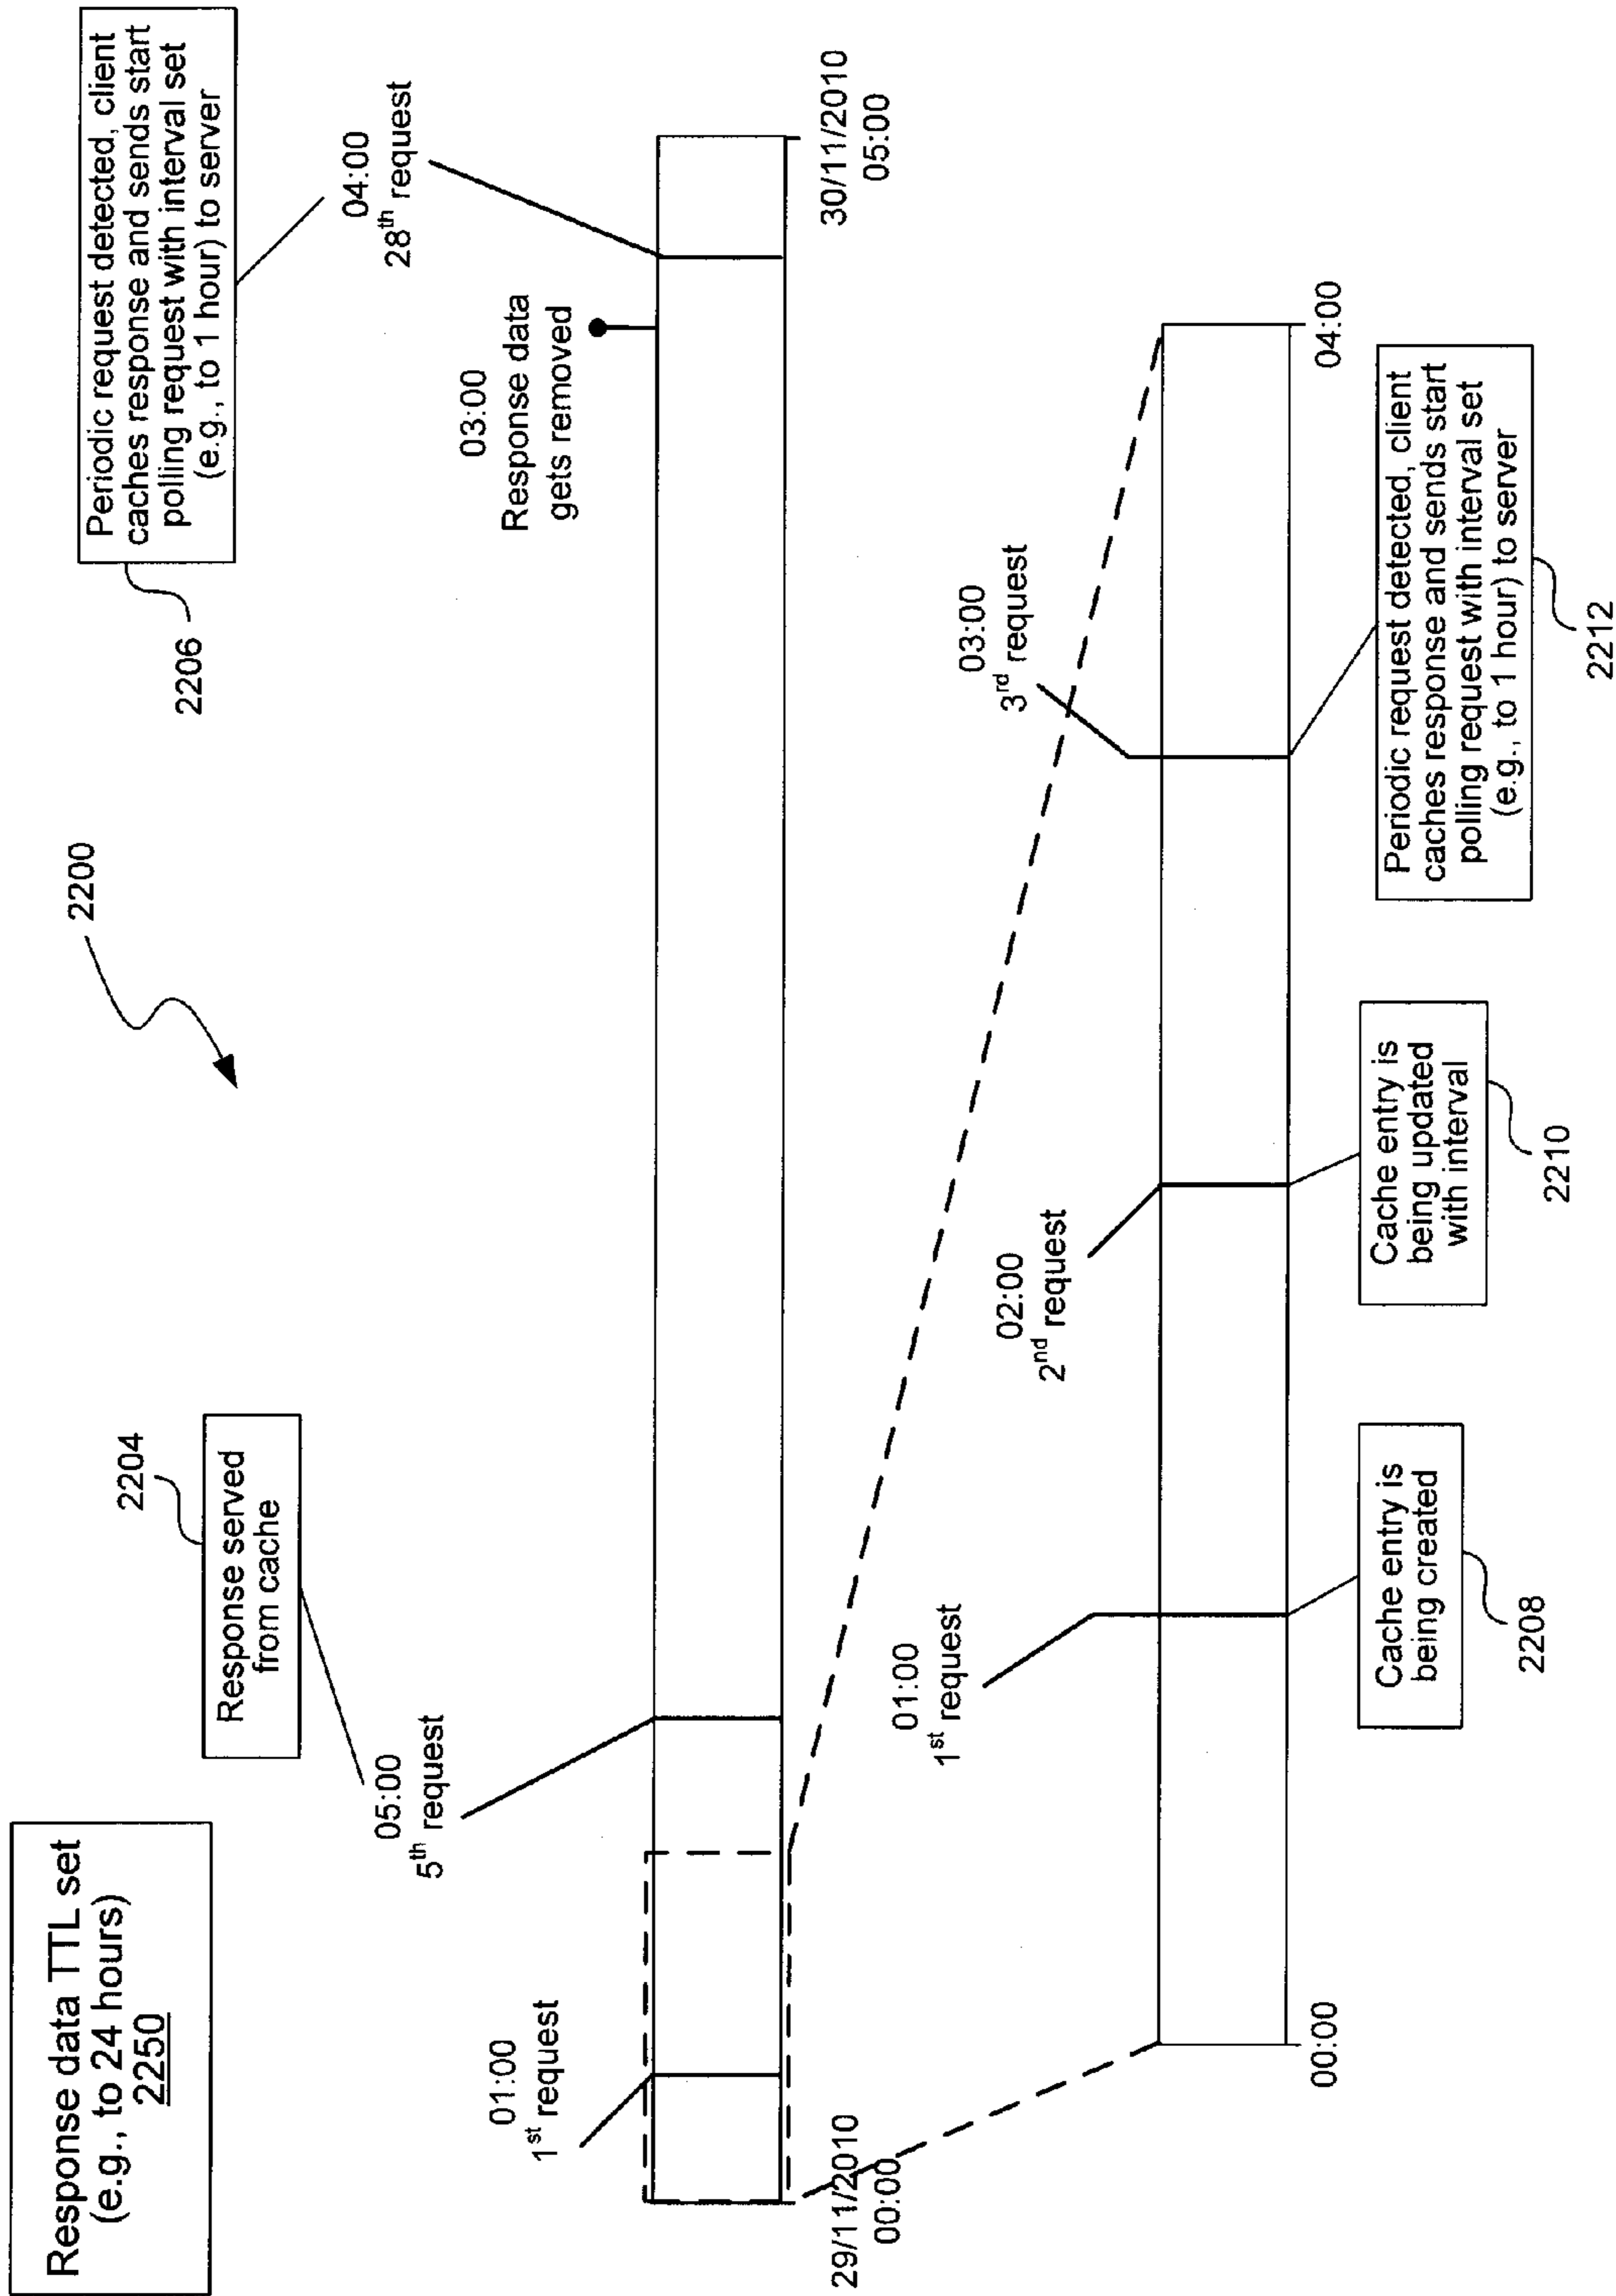 Response data TTL set
(e.g., to 24 hours)
2250
2204
Response served
from cache
2200
2206
Periodic request detected, client
caches response and sends start
polling request with interval set
(e.g., to 1 hour) to server
01:00
1st request
05:00
5th request
03:00
Response data
gets removed
04:00
28th request
29/11/2010
00:00
30/11/2010
05:00
01:00
1st request
02:00
2nd request
03:00
3rd request
00:00
04:00
Cache entry is
being created
2208
Cache entry is
being updated
with interval
2210
Periodic request detected, client
caches response and sends start
polling request with interval set
(e.g., to 1 hour) to server
2212